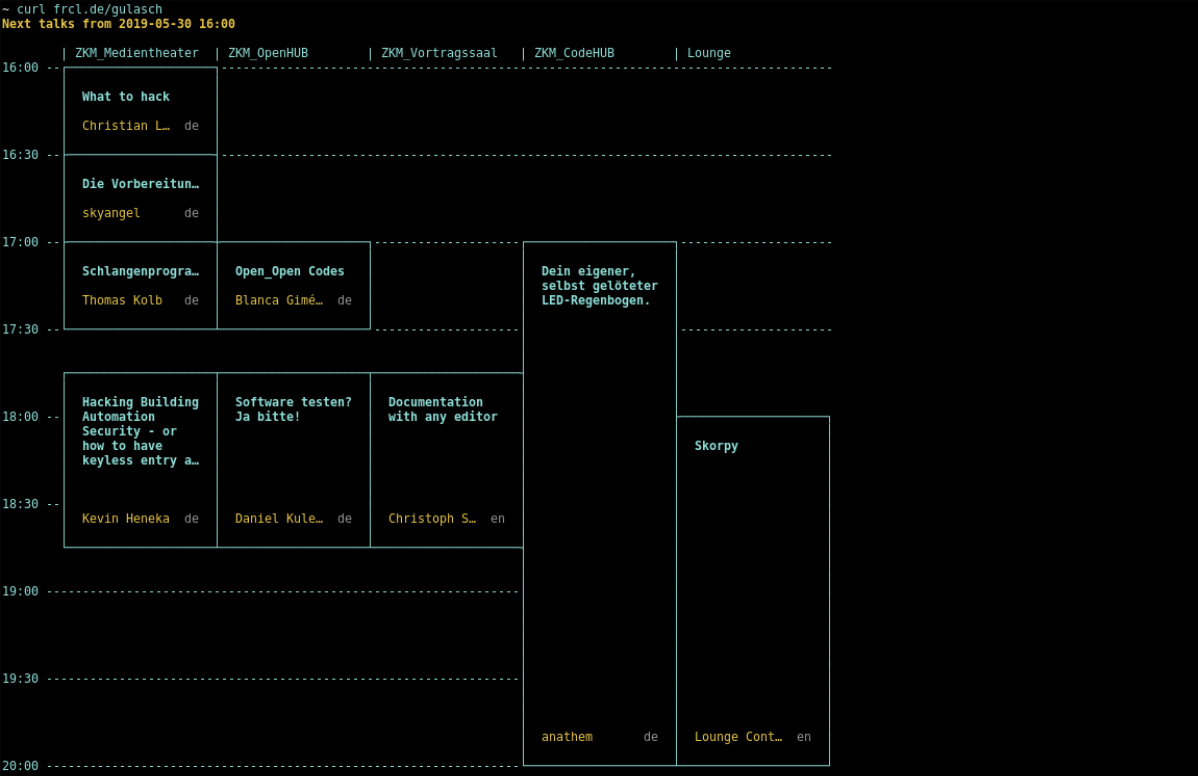 ~ curl frcl.de/gulasch
Next talks from 2019-05-30 16:00
| ZKM_Medientheater | ZKM_OpenHUB | ZKM_Vortragssaal | ZKM_CodeHUB | Lounge
16:00
What to hack
Christian L… de
16:30
Die Vorbereitun…
skyangel de
17:00
Schlangenprogra… Open_Open Codes Dein eigener,
selbst gelöteter
Thomas Kolb de Blanca Gimé… de LED-Regenbogen.
17:30
Hacking Building Software testen? Documentation
18:00 Automation Ja bitte! with any editor
Security - or
how to have Skorpy
keyless entry a…
18:30
Kevin Heneka de Daniel Kule… de Christoph S… en
19:00
19:30
anathem de Lounge Cont… en
20:00